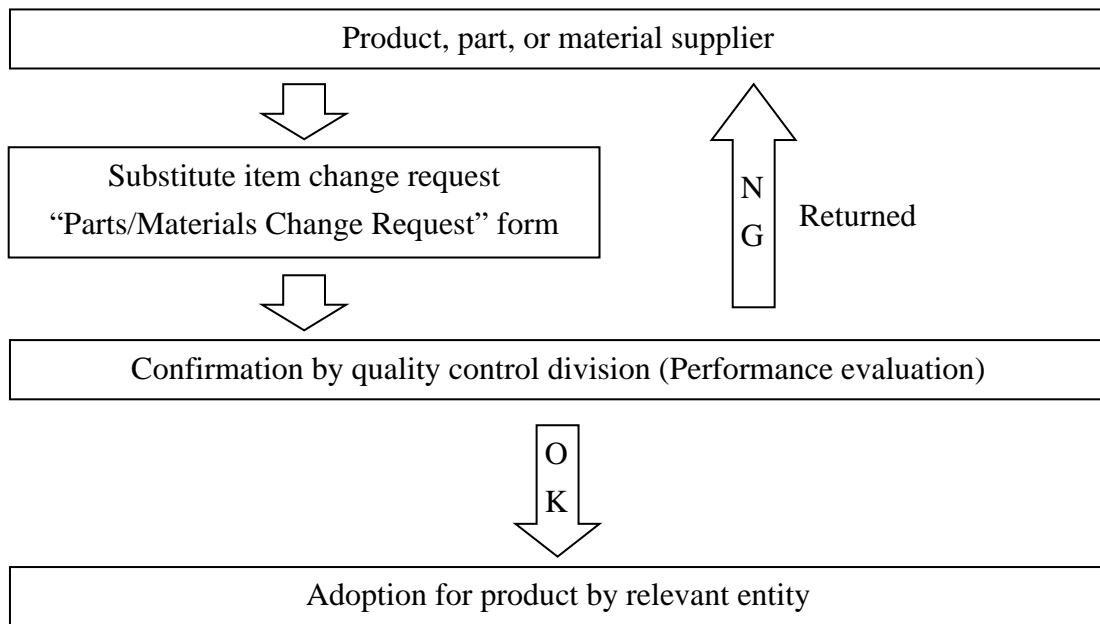 Product, part, or material supplier
Substitute item change request
“Parts/Materials Change Request” form
N
G
Returned
Confirmation by quality control division (Performance evaluation)
O
K
Adoption for product by relevant entity